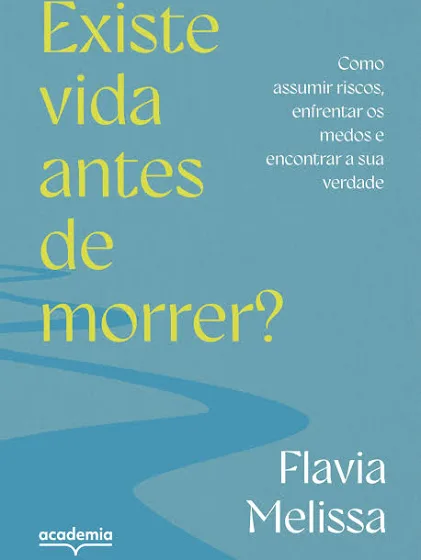 Existe
vida
antes
de
morrer?
Como
assumir riscos,
enfrentar os
medos e
encontrar a sua
verdade
Flavia
Melissa
academia